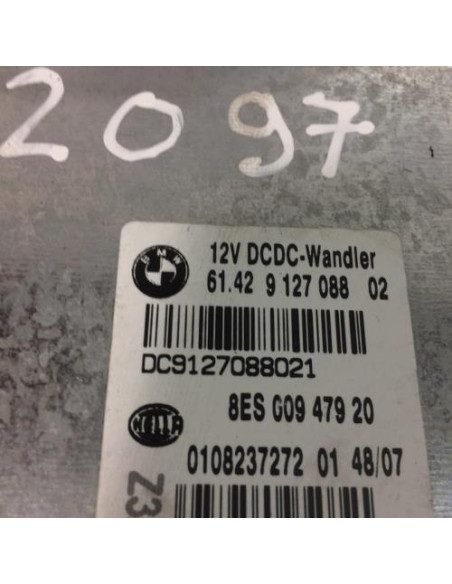 2097
BMW
12V DCDC-Wandler
61.42 9 127 088 02
DC9127088021
8ES 009 479 20
0108237272 01 48/07
Z3